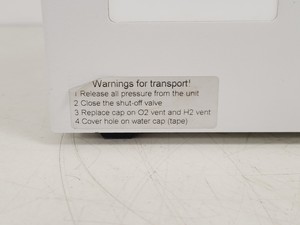 Warnings for transport!
1 Release all pressure from the unit
2 Close the shut-off valve
3 Replace cap on O2 vent and H2 vent
4 Cover hole on water cap (tape)